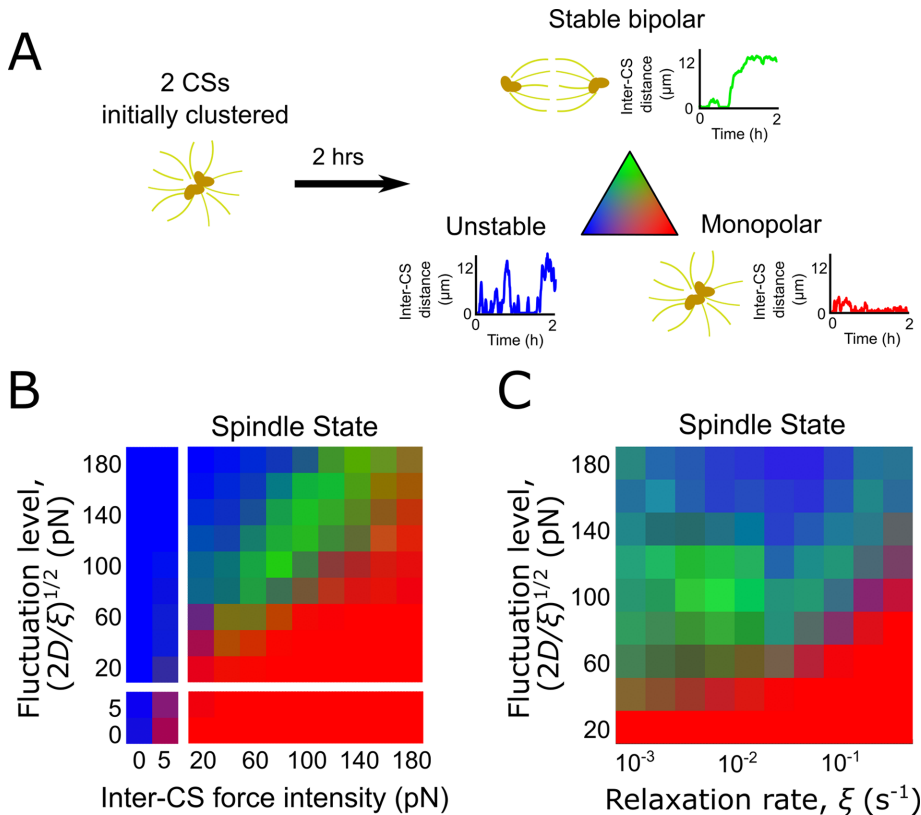 A
2 CSs
initially clustered
2 hrs
Stable bipolar
Inter-CS
distance
(μm)
12
0
0
2
Time (h)
Unstable
Inter-CS
distance
(μm)
12
0
0
2
Time (h)
Monopolar
Inter-CS
distance
(μm)
12
0
0
2
Time (h)
B
Spindle State
Fluctuation level,
(2D/ξ)^1/2 (pN)
180
140
100
60
20
5
0
0 5 20 60 100 140 180
Inter-CS force intensity (pN)
C
Spindle State
Fluctuation level,
(2D/ξ)^1/2 (pN)
180
140
100
60
20
10^-3 10^-2 10^-1
Relaxation rate, ξ (s^-1)